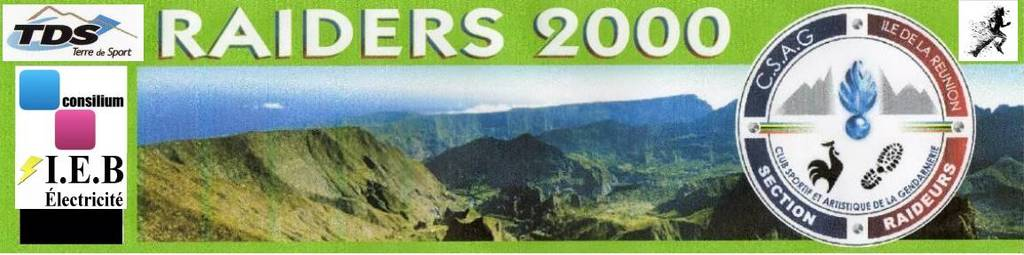 TDS
Terre de Sport
RAIDERS 2000
consilium
I.E.B
Électricité
C.S.A.G
ILE DE LA REUNION
CLUB SPORTIF ET ARTISTIQUE DE LA GENDARMERIE
SECTION
RAIDEURS